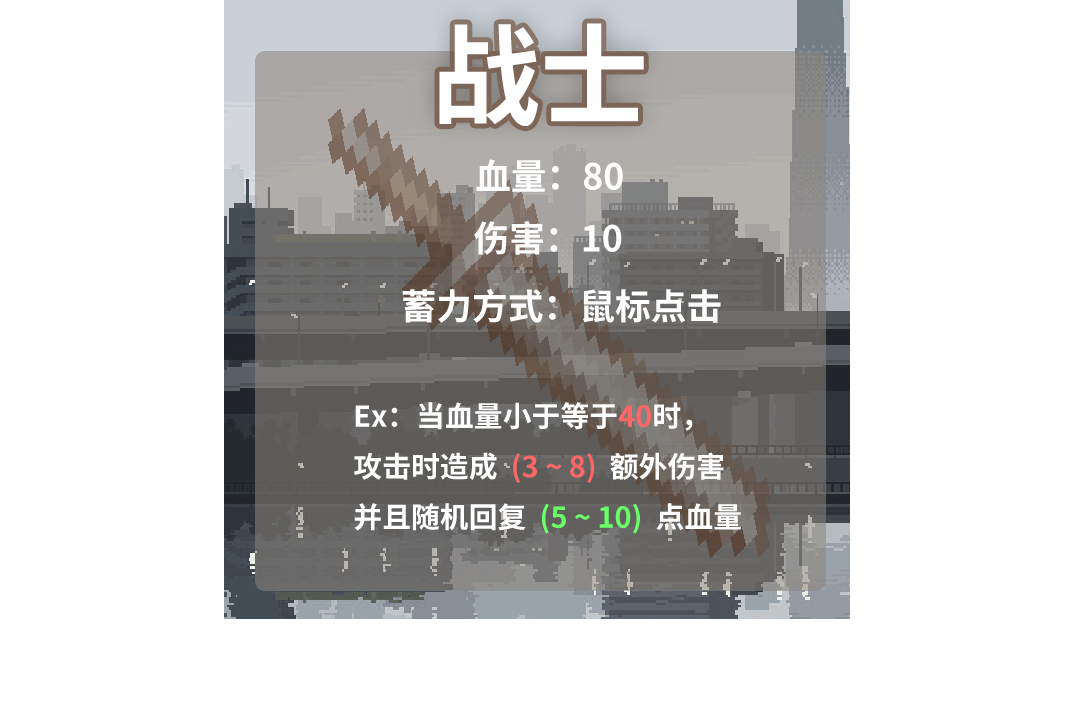 战士
血量：80
伤害：10
蓄力方式：鼠标点击
Ex：当血量小于等于40时，
攻击时造成（3 ~ 8）额外伤害
并且随机回复（5 ~ 10）点血量